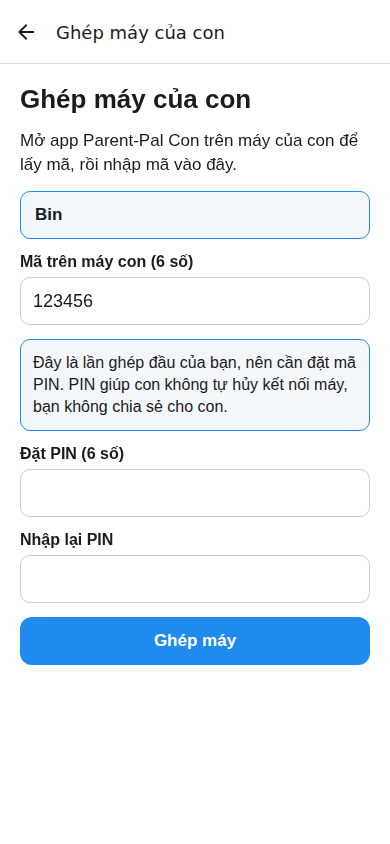 Ghép máy của con
Ghép máy của con
Mở app Parent-Pal Con trên máy của con để
lấy mã, rồi nhập mã vào đây.
Bin
Mã trên máy con (6 số)
123456
Đây là lần ghép đầu của bạn, nên cần đặt mã
PIN. PIN giúp con không tự hủy kết nối máy,
bạn không chia sẻ cho con.
Đặt PIN (6 số)
Nhập lại PIN
Ghép máy